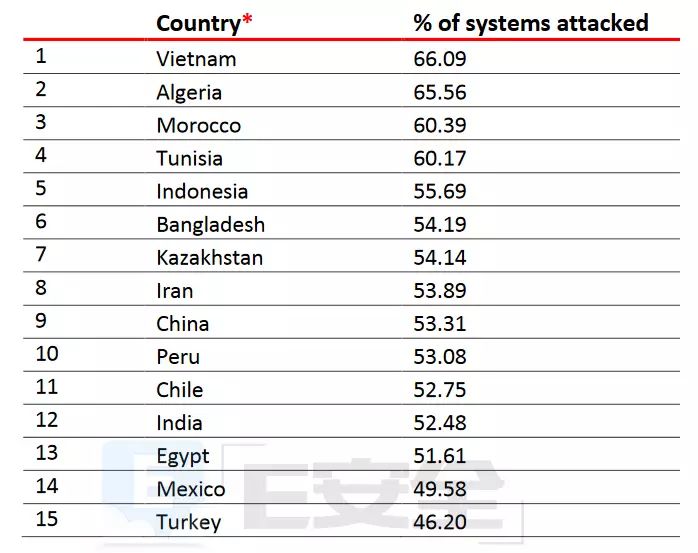 Country* % of systems attacked
1 Vietnam 66.09
2 Algeria 65.56
3 Morocco 60.39
4 Tunisia 60.17
5 Indonesia 55.69
6 Bangladesh 54.19
7 Kazakhstan 54.14
8 Iran 53.89
9 China 53.31
10 Peru 53.08
11 Chile 52.75
12 India 52.48
13 Egypt 51.61
14 Mexico 49.58
15 Turkey 46.20
E安全